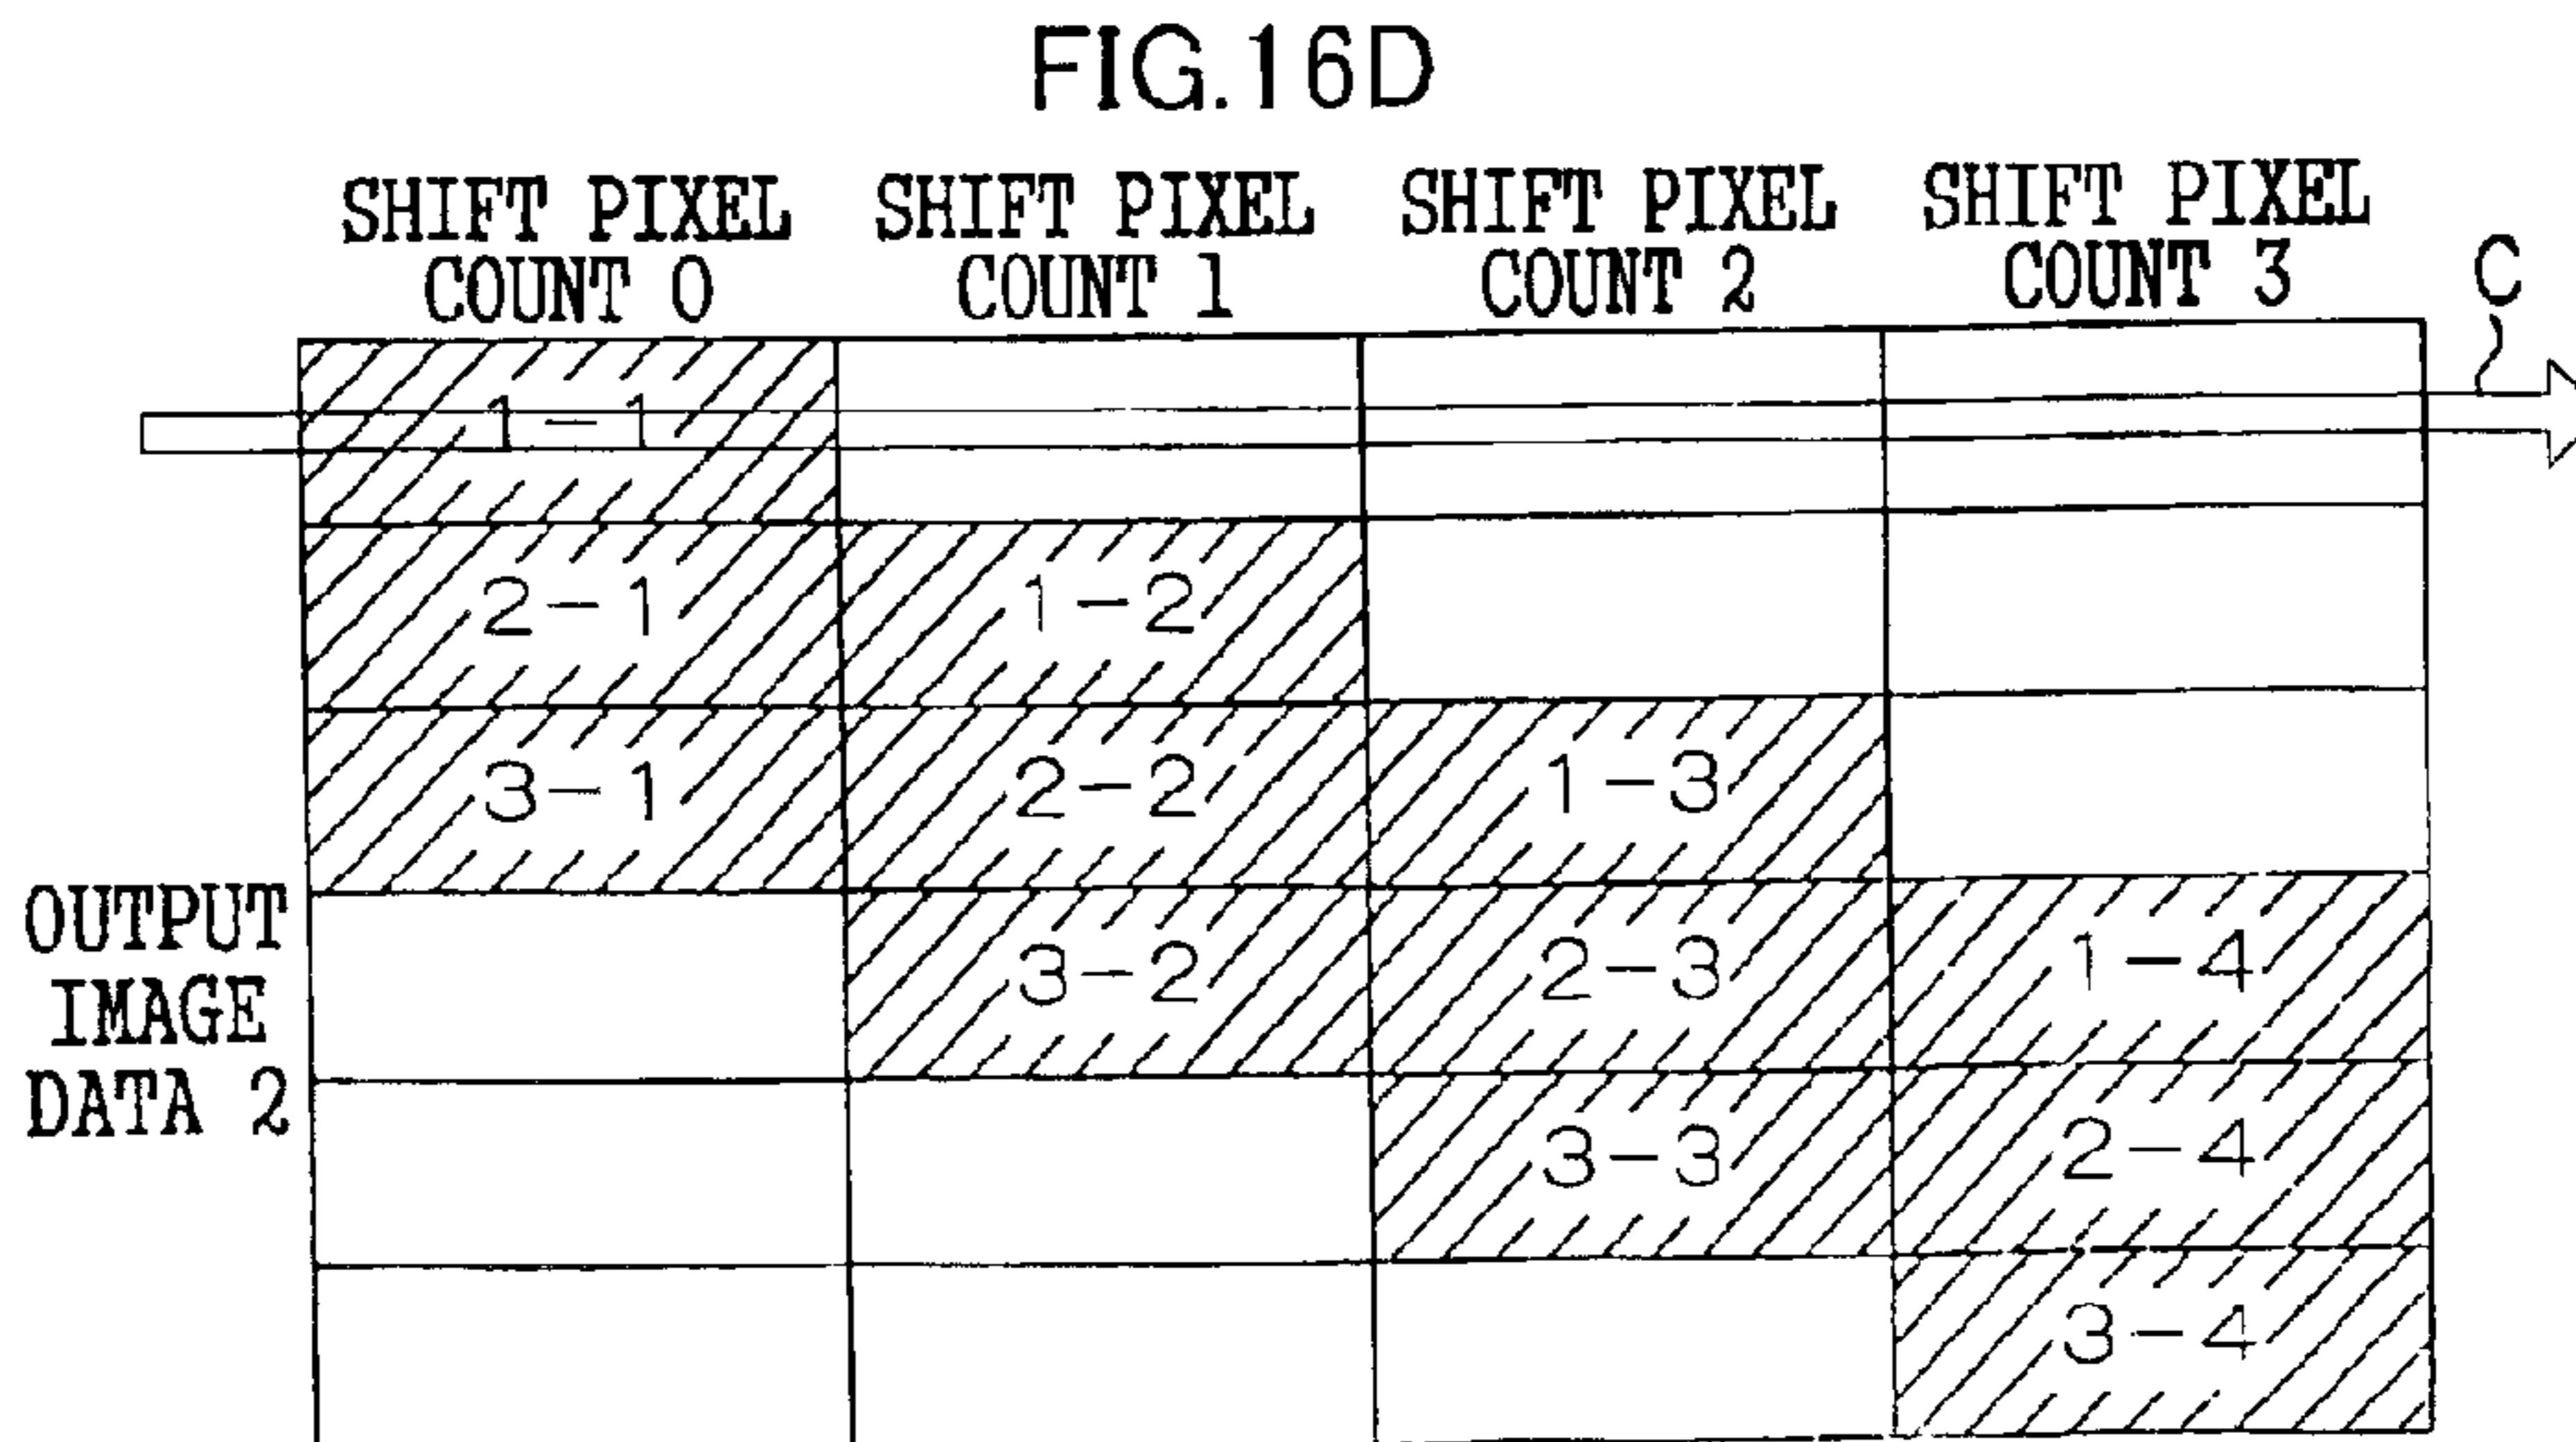 FIG.16D
SHIFT PIXEL COUNT 0
SHIFT PIXEL COUNT 1
SHIFT PIXEL COUNT 2
SHIFT PIXEL COUNT 3
C
1-1
2-1 1-2
3-1 2-2 1-3
OUTPUT IMAGE DATA 2
3-2 2-3 1-4
3-3 2-4
3-4